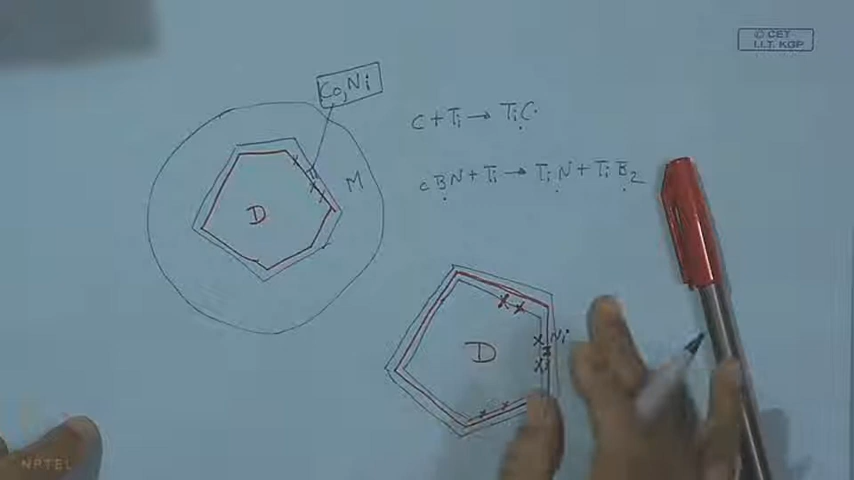 © CET
I.I.T. KGP
Co, Ni
C + Ti → TiC
D
M
cBN + Ti → TiN + TiB2
D
Ni
NPTEL